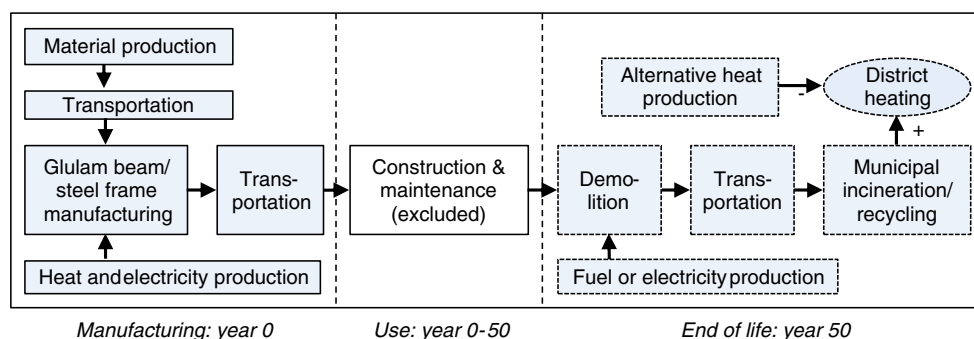 Material production
Transportation
Glulam beam/
steel frame
manufacturing
Heat and electricity production
Trans-
portation
Construction &
maintenance
(excluded)
Alternative heat
production
-
District
heating
+
Demo-
lition
Trans-
portation
Municipal
incineration/
recycling
Fuel or electricity production
Manufacturing: year 0
Use: year 0-50
End of life: year 50